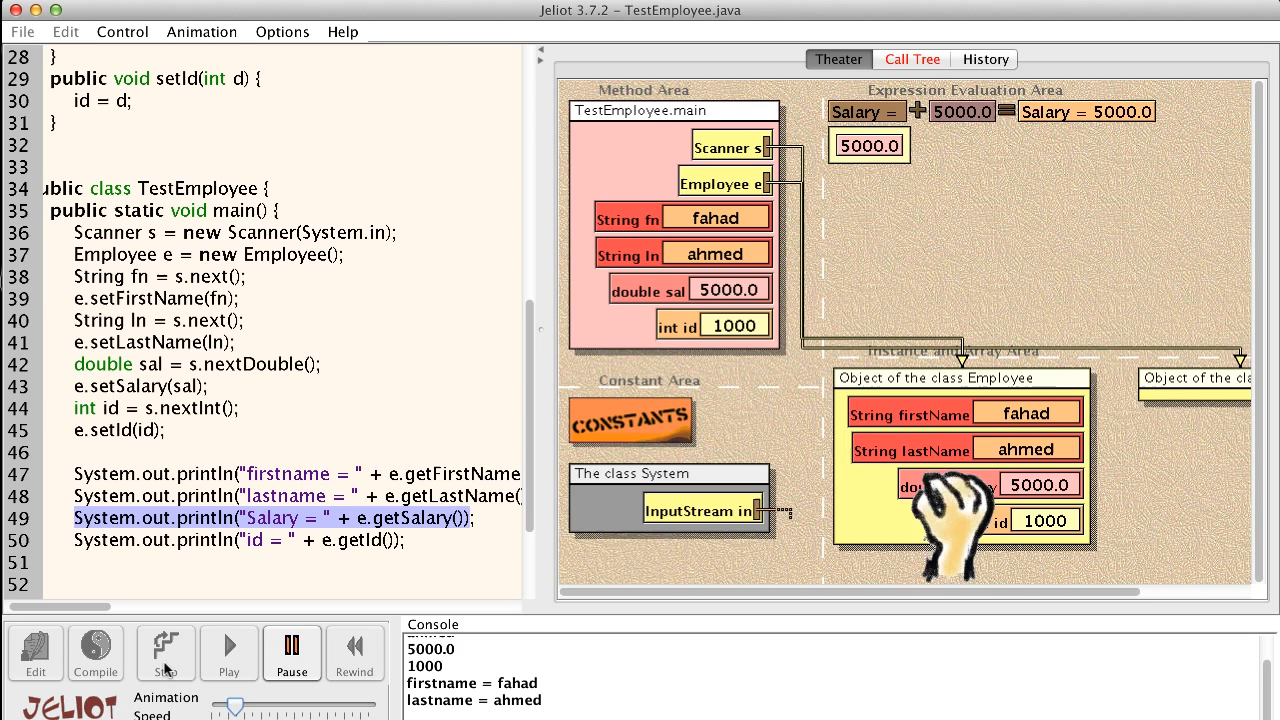 Jeliot 3.7.2 – TestEmployee.java
File Edit Control Animation Options Help
28 }
29 public void setId(int d) {
30 id = d;
31 }
32
33
34 ublic class TestEmployee {
35 public static void main() {
36 Scanner s = new Scanner(System.in);
37 Employee e = new Employee();
38 String fn = s.next();
39 e.setFirstName(fn);
40 String ln = s.next();
41 e.setLastName(ln);
42 double sal = s.nextDouble();
43 e.setSalary(sal);
44 int id = s.nextInt();
45 e.setId(id);
46
47 System.out.println("firstname = " + e.getFirstName
48 System.out.println("lastname = " + e.getLastName(
49 System.out.println("Salary = " + e.getSalary());
50 System.out.println("id = " + e.getId());
51
52
Theater Call Tree History
Method Area
TestEmployee.main
Scanner s
Employee e
String fn fahad
String ln ahmed
double sal 5000.0
int id 1000
Expression Evaluation Area
Salary = + 5000.0 = Salary = 5000.0
5000.0
Constant Area
CONSTANTS
The class System
InputStream in
Instance and Array Area
Object of the class Employee
String firstName fahad
String lastName ahmed
5000.0
id 1000
Object of the cla
Edit Compile Play Pause Rewind
JELIOT
Animation
Speed
Console
ahmed
5000.0
1000
firstname = fahad
lastname = ahmed